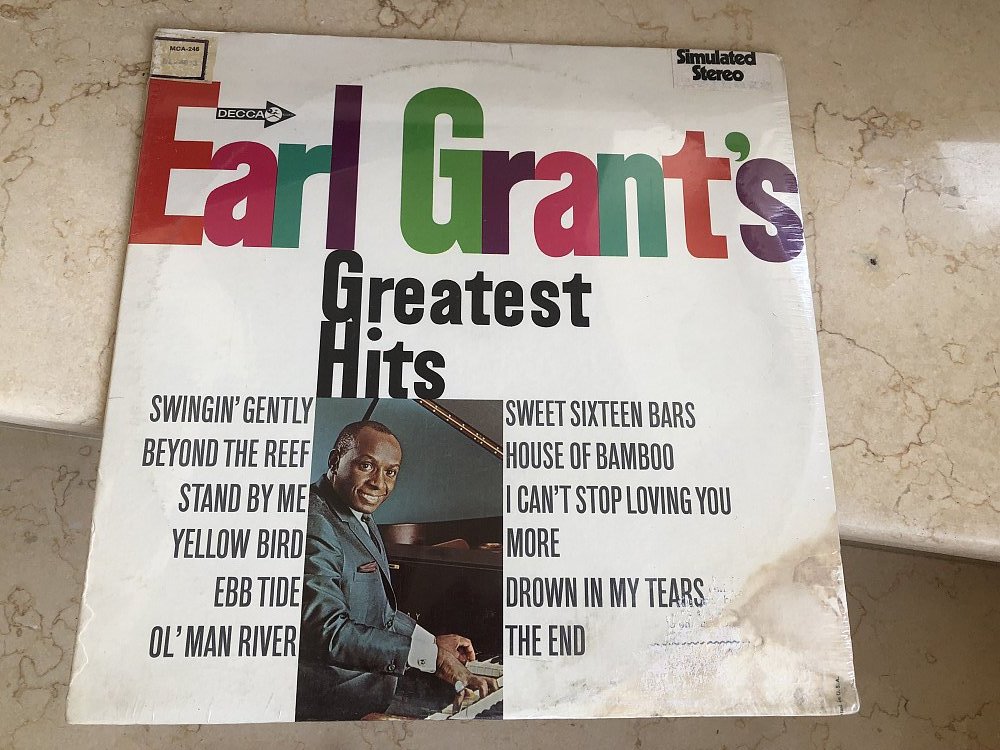 MCA-246
Simulated
Stereo
DECCA
Earl Grant's
Greatest
Hits
SWINGIN' GENTLY
BEYOND THE REEF
STAND BY ME
YELLOW BIRD
EBB TIDE
OL' MAN RIVER
SWEET SIXTEEN BARS
HOUSE OF BAMBOO
I CAN'T STOP LOVING YOU
MORE
DROWN IN MY TEARS
THE END